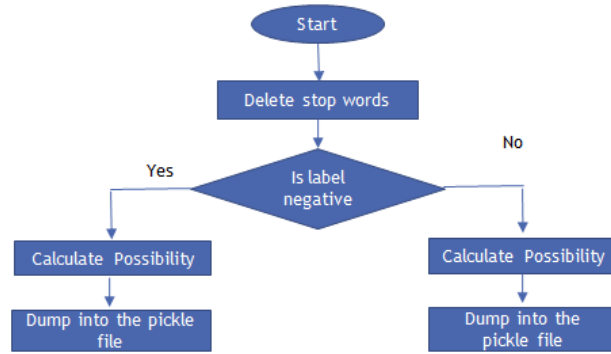 Start
Delete stop words
Is label
negative
Yes
No
Calculate Possibility
Calculate Possibility
Dump into the pickle
file
Dump into the
pickle file